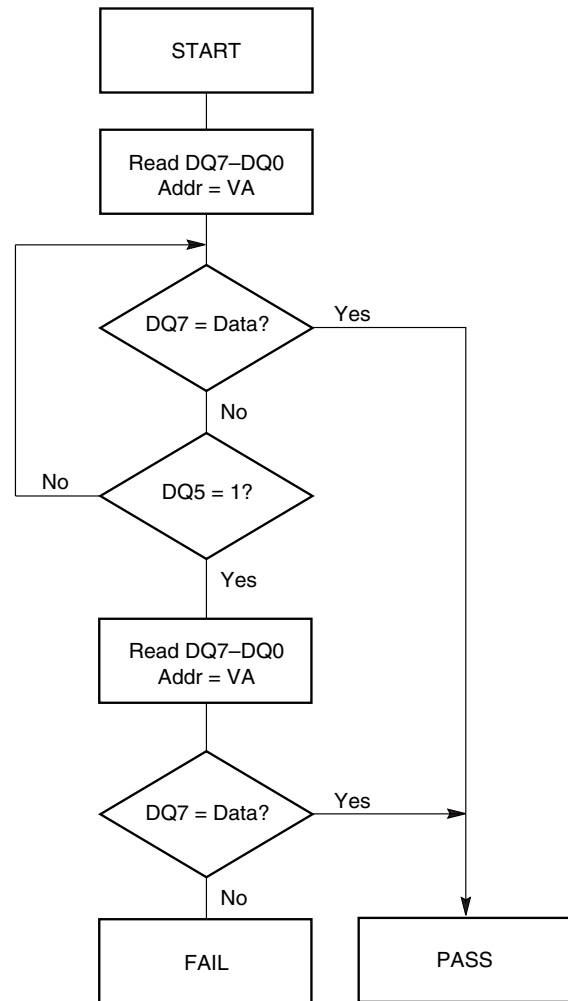 START
Read DQ7–DQ0
Addr = VA
DQ7 = Data?
Yes
No
No
DQ5 = 1?
Yes
Read DQ7–DQ0
Addr = VA
DQ7 = Data?
Yes
No
FAIL
PASS